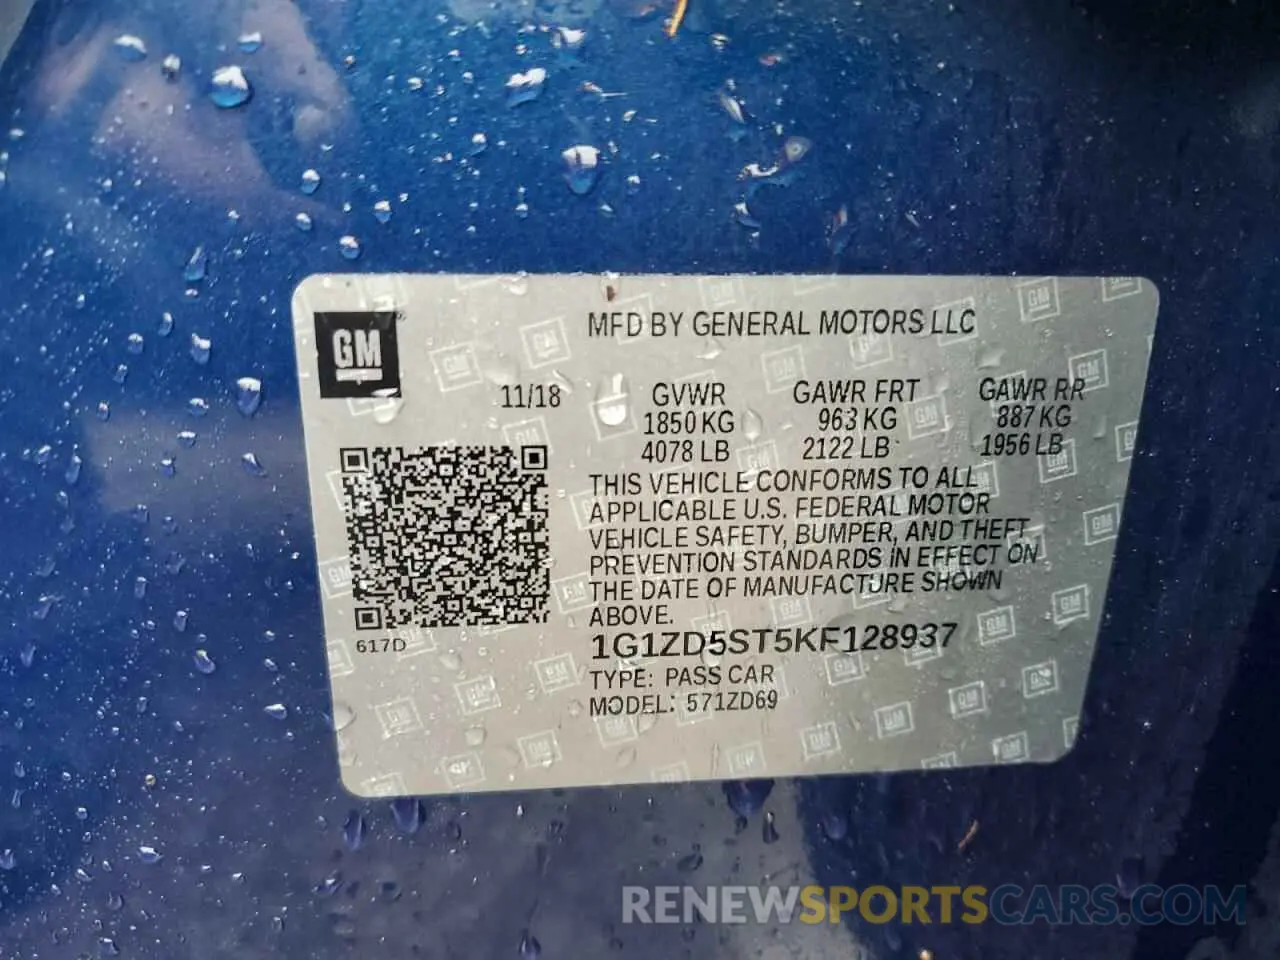 GM
MFD BY GENERAL MOTORS LLC
11/18 GVWR GAWR FRT GAWR RR
1850 KG 963 KG 887 KG
4078 LB 2122 LB 1956 LB
THIS VEHICLE CONFORMS TO ALL
APPLICABLE U.S. FEDERAL MOTOR
VEHICLE SAFETY, BUMPER, AND THEFT
PREVENTION STANDARDS IN EFFECT ON
THE DATE OF MANUFACTURE SHOWN
ABOVE.
617D
1G1ZD5ST5KF128937
TYPE: PASS CAR
MODEL: 571ZD69
RENEWSPORTSCARS.COM